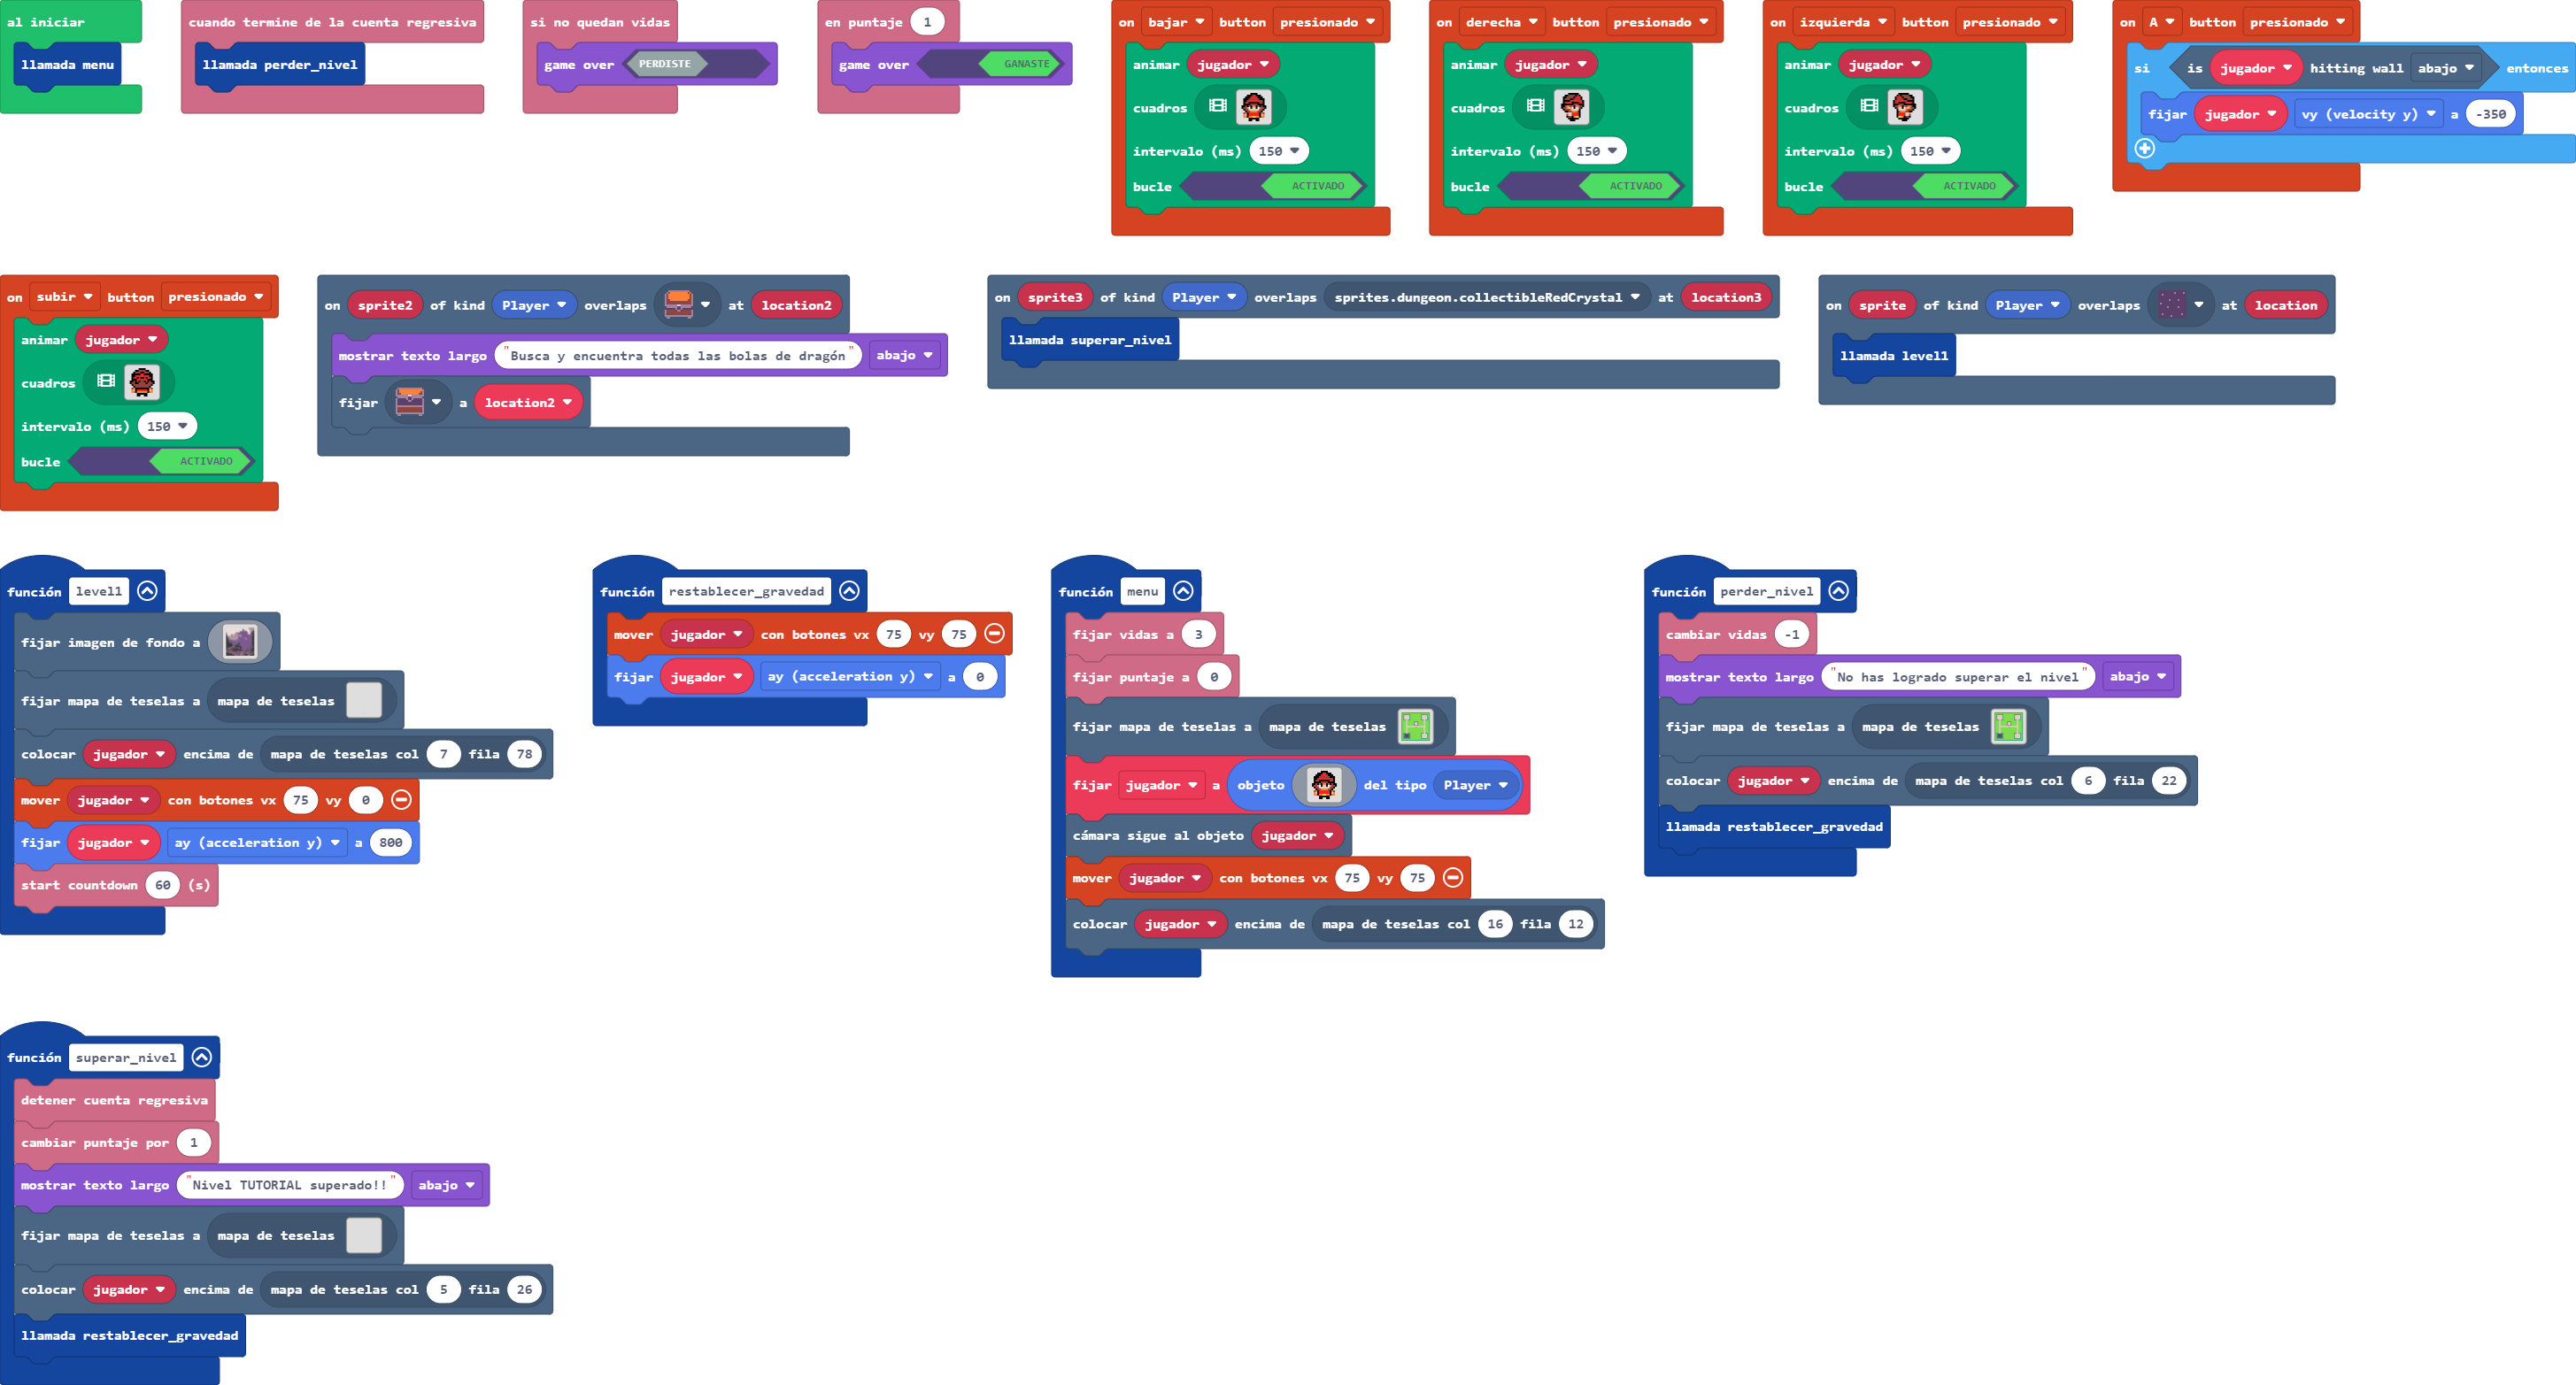 al iniciar
llamada menu
cuando termine de la cuenta regresiva
llamada perder_nivel
si no quedan vidas
game over PERDISTE
en puntaje 1
game over GANASTE
on bajar button presionado
animar jugador
cuadros
intervalo (ms) 150
bucle ACTIVADO
on derecha button presionado
animar jugador
cuadros
intervalo (ms) 150
bucle ACTIVADO
on izquierda button presionado
animar jugador
cuadros
intervalo (ms) 150
bucle ACTIVADO
on A button presionado
si is jugador hitting wall abajo entonces
fijar jugador vy (velocity y) a -350
on subir button presionado
animar jugador
cuadros
intervalo (ms) 150
bucle ACTIVADO
on sprite2 of kind Player overlaps at location2
mostrar texto largo "Busca y encuentra todas las bolas de dragón" abajo
fijar a location2
on sprite3 of kind Player overlaps sprites.dungeon.collectibleRedCrystal at location3
llamada superar_nivel
on sprite of kind Player overlaps at location
llamada level1
función level1
fijar imagen de fondo a
fijar mapa de teselas a mapa de teselas
colocar jugador encima de mapa de teselas col 7 fila 78
mover jugador con botones vx 75 vy 0
fijar jugador ay (acceleration y) a 800
start countdown 60 (s)
función restablecer_gravedad
mover jugador con botones vx 75 vy 75
fijar jugador ay (acceleration y) a 0
función menu
fijar vidas a 3
fijar puntaje a 0
fijar mapa de teselas a mapa de teselas
fijar jugador a objeto del tipo Player
cámara sigue al objeto jugador
mover jugador con botones vx 75 vy 75
colocar jugador encima de mapa de teselas col 16 fila 12
función perder_nivel
cambiar vidas -1
mostrar texto largo "No has logrado superar el nivel" abajo
fijar mapa de teselas a mapa de teselas
colocar jugador encima de mapa de teselas col 6 fila 22
llamada restablecer_gravedad
función superar_nivel
detener cuenta regresiva
cambiar puntaje por 1
mostrar texto largo "Nivel TUTORIAL superado!!" abajo
fijar mapa de teselas a mapa de teselas
colocar jugador encima de mapa de teselas col 5 fila 26
llamada restablecer_gravedad